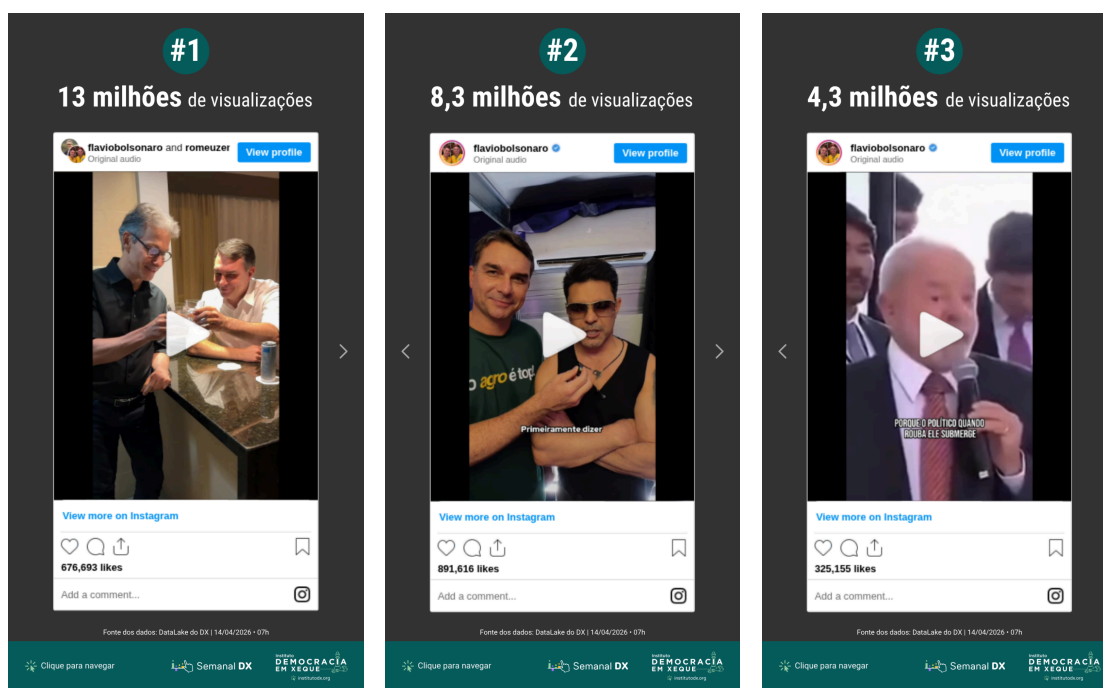 #1
13 milhões de visualizações
flaviobolsonaro and romeuzer
Original audio
View profile
View more on Instagram
676,693 likes
Add a comment...
Fonte dos dados: DataLake do DX | 14/04/2026 • 07h
Clique para navegar
Semanal DX
Instituto
DEMOCRACIA
EM XEQUE
institutodx.org
#2
8,3 milhões de visualizações
flaviobolsonaro
Original audio
View profile
o agro é top!
Primeiramente dizer
View more on Instagram
891,616 likes
Add a comment...
Fonte dos dados: DataLake do DX | 14/04/2026 • 07h
Clique para navegar
Semanal DX
Instituto
DEMOCRACIA
EM XEQUE
institutodx.org
#3
4,3 milhões de visualizações
flaviobolsonaro
Original audio
View profile
PORQUE O POLÍTICO QUANDO
ROUBA ELE SUBMERGE
View more on Instagram
325,155 likes
Add a comment...
Fonte dos dados: DataLake do DX | 14/04/2026 • 07h
Clique para navegar
Semanal DX
Instituto
DEMOCRACIA
EM XEQUE
institutodx.org